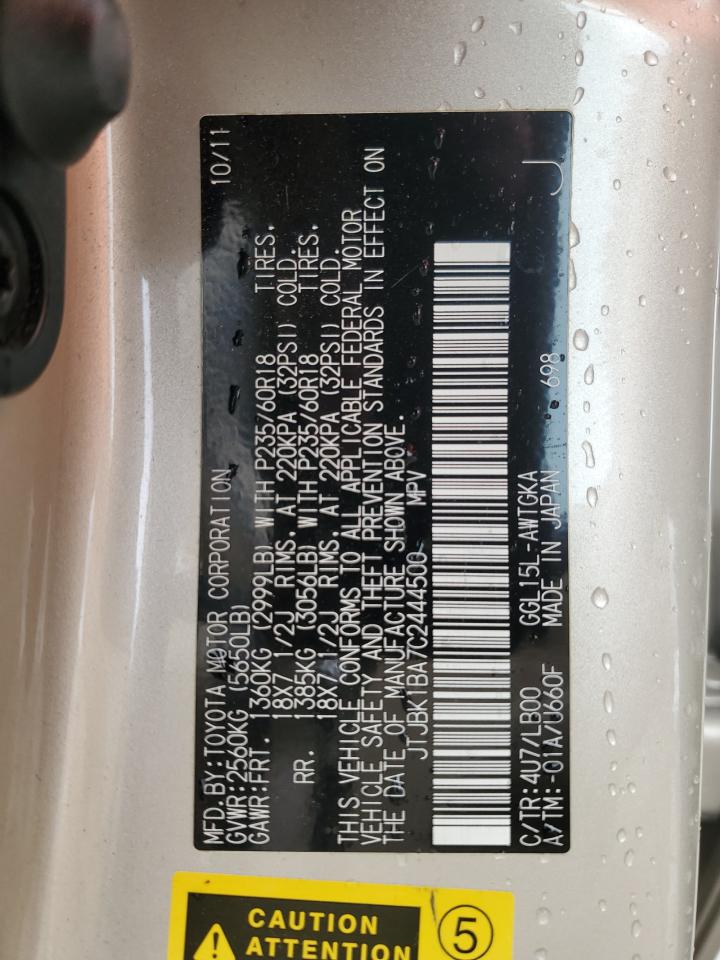 MFD.BY:TOYOTA MOTOR CORPORATION 10/11
GVWR:2560KG (5650LB)
GAWR:FRT. 1360KG (2999LB) WITH P235/60R18 TIRES.
18X7 1/2J RIMS. AT 220KPA (32PSI) COLD.
RR. 1385KG (3056LB) WITH P235/60R18 TIRES.
18X7 1/2J RIMS. AT 220KPA (32PSI) COLD.
THIS VEHICLE CONFORMS TO ALL APPLICABLE FEDERAL MOTOR
VEHICLE SAFETY AND THEFT PREVENTION STANDARDS IN EFFECT ON
THE DATE OF MANUFACTURE SHOWN ABOVE.
JTJBK1BA7C2444500 MPV
C/TR:4U7/LB00 GGL15L-AWTGKA
A/TM:-01A/U660F MADE IN JAPAN 698 J
CAUTION
ATTENTION
5